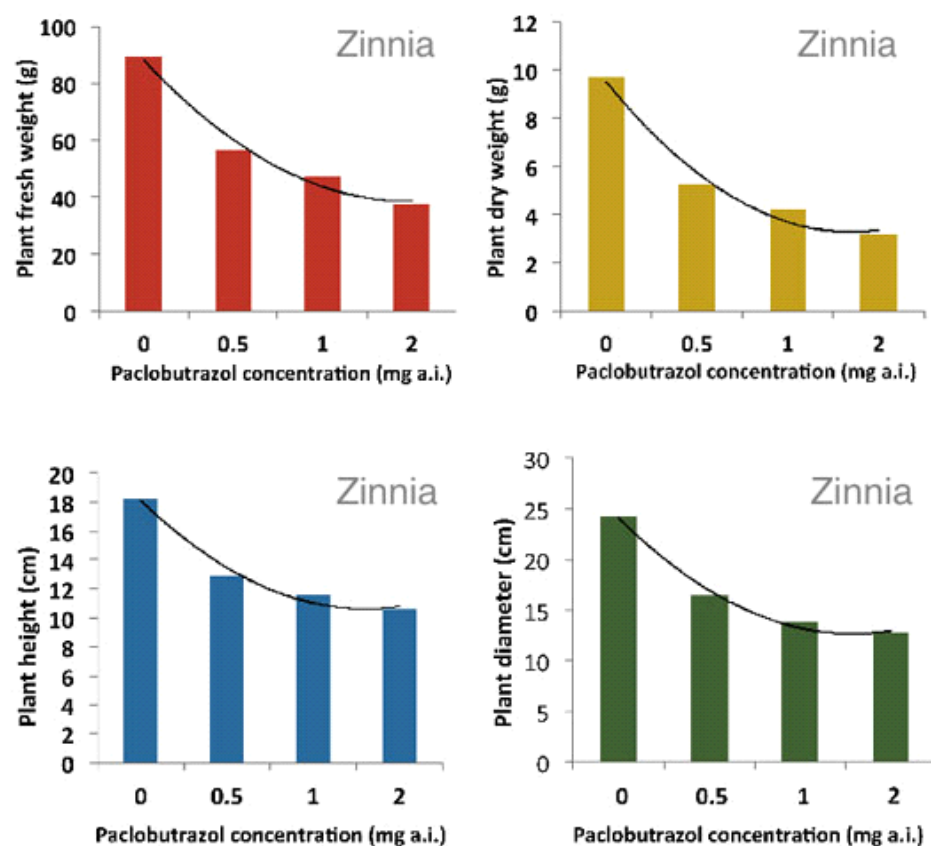 Zinnia
Plant fresh weight (g)
100
80
60
40
20
0
0 0.5 1 2
Paclobutrazol concentration (mg a.i.)
Zinnia
Plant dry weight (g)
12
10
8
6
4
2
0
0 0.5 1 2
Paclobutrazol concentration (mg a.i.)
Zinnia
Plant height (cm)
20
18
16
14
12
10
8
6
4
2
0
0 0.5 1 2
Paclobutrazol concentration (mg a.i.)
Zinnia
Plant diameter (cm)
30
25
20
15
10
5
0
0 0.5 1 2
Paclobutrazol concentration (mg a.i.)